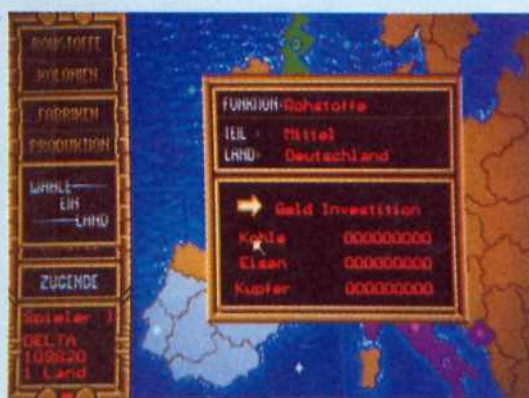 ROHSTOFFE
KOLONIEN
FABRIKEN
PRODUKTION
WÄHLE
EIN
LAND
ZUGENDE
Spieler 1
DELTA
109820
1 Land
FUNKTION: Rohstoffe
TEIL : Mittel
LAND: Deutschland
Geld Investition
Kohle 000000000
Eisen 000000000
Kupfer 000000000